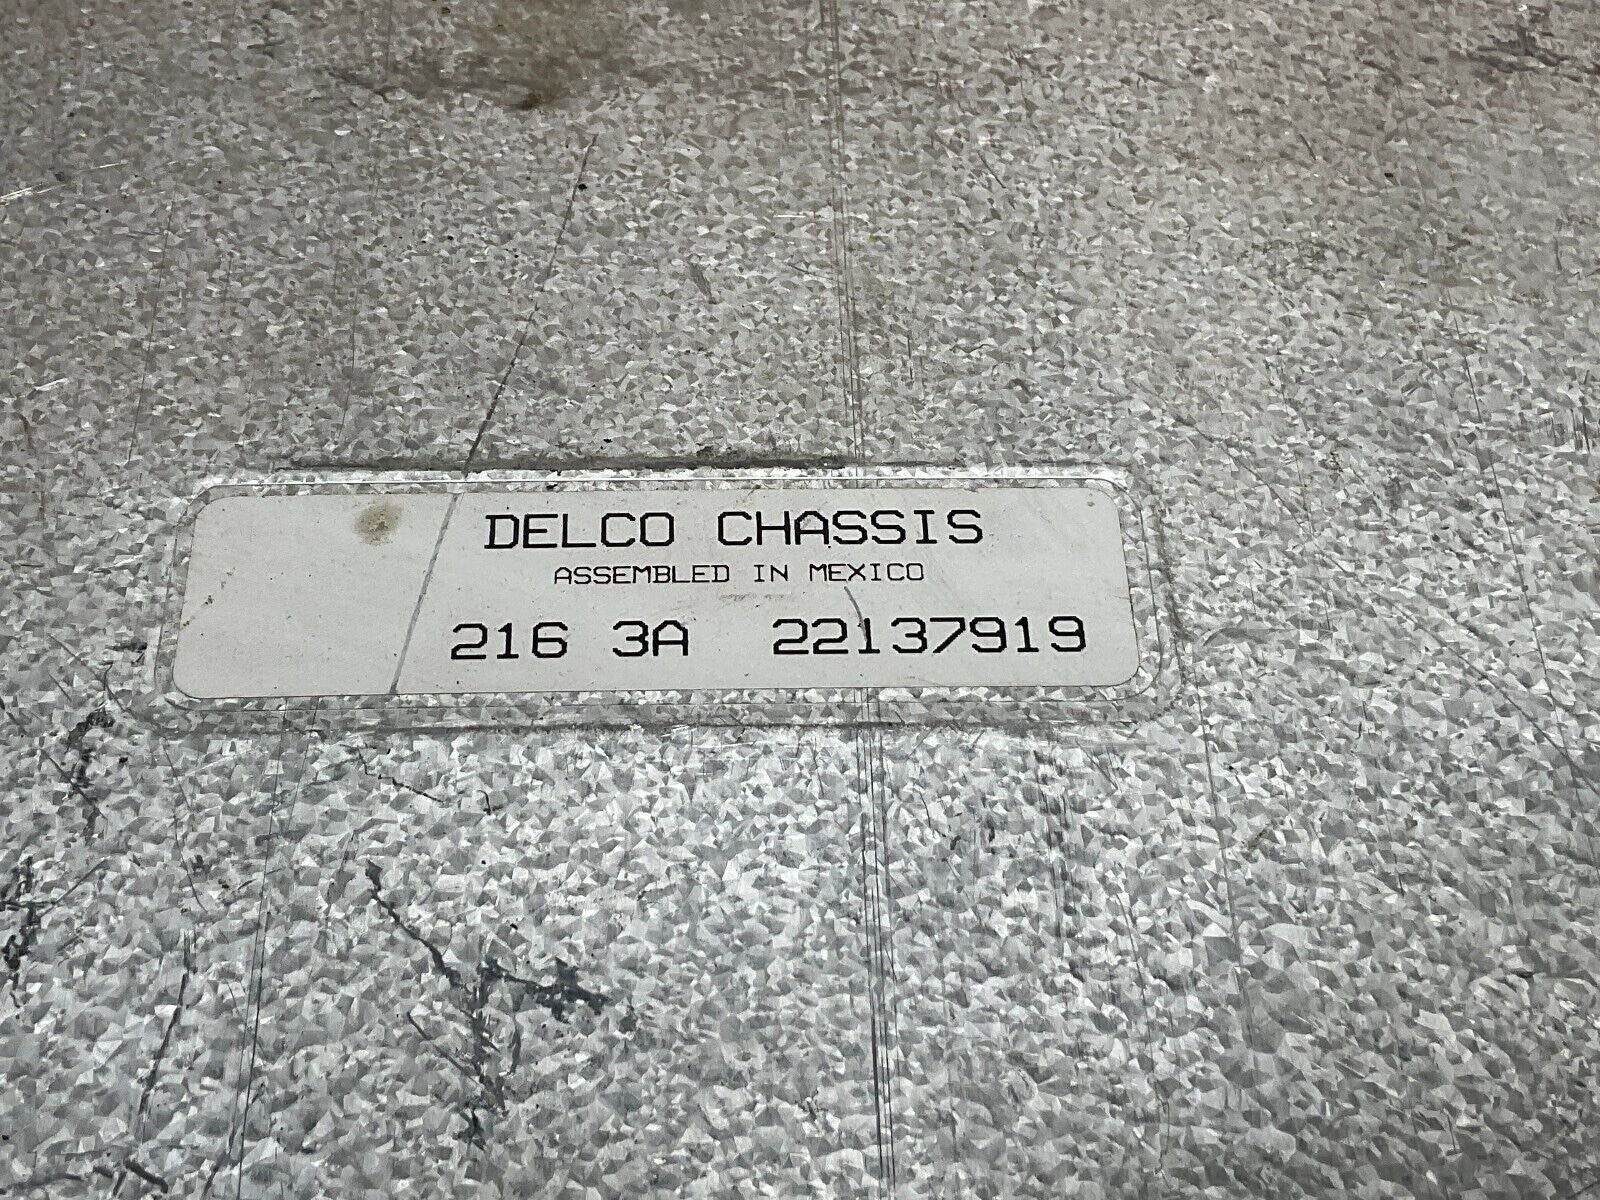 DELCO CHASSIS
ASSEMBLED IN MEXICO
216 3A 22137919